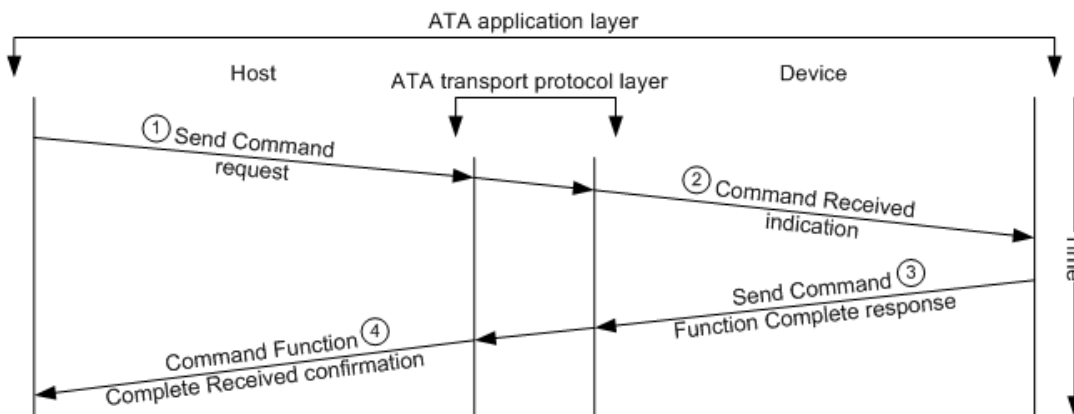 ATA application layer
Host
Device
ATA transport protocol layer
1 Send Command
request
2 Command Received
indication
Time
Send Command 3
Function Complete response
Command Function 4
Complete Received confirmation